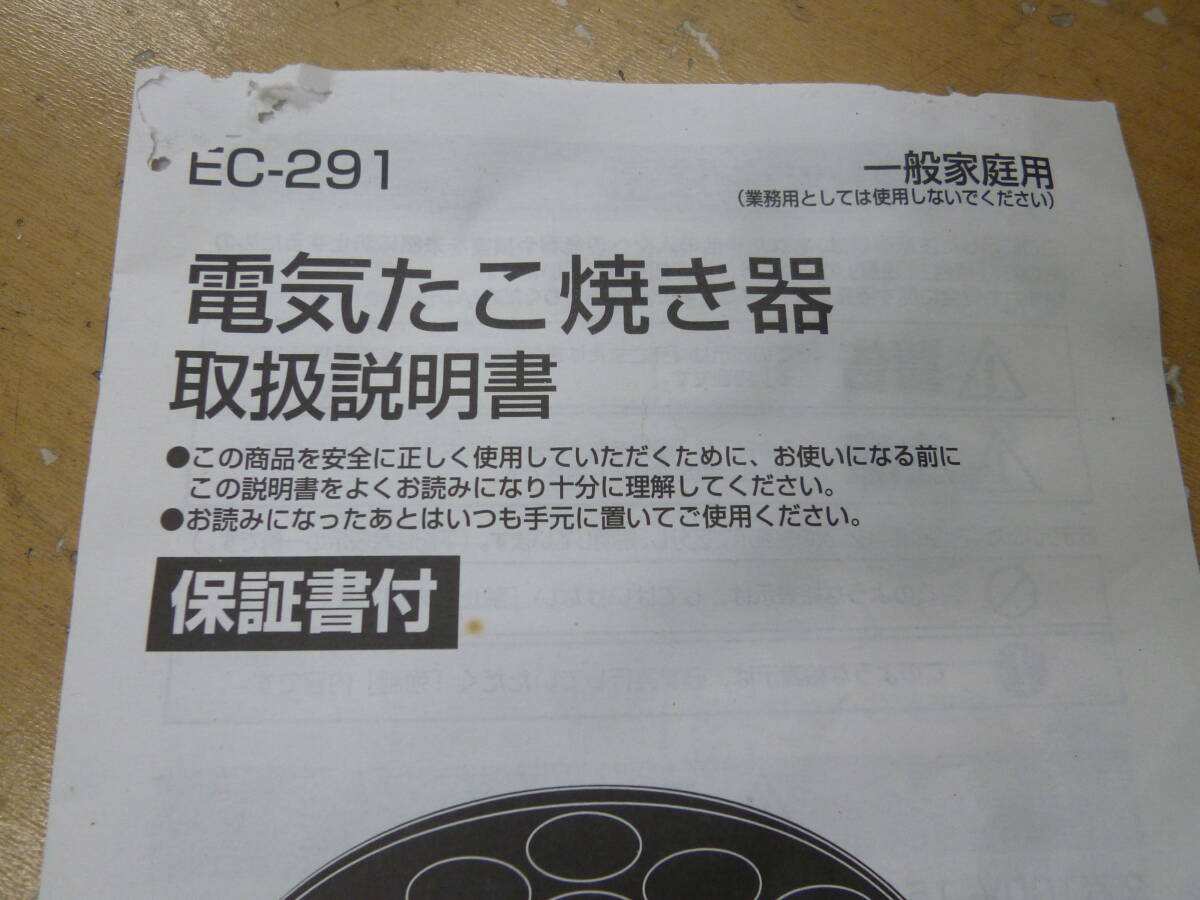 EC-291
一般家庭用
(業務用としては使用しないでください)
電気たこ焼き器
取扱説明書
●この商品を安全に正しく使用していただくために、お使いになる前に
この説明書をよくお読みになり十分に理解してください。
●お読みになったあとはいつも手元に置いてご使用ください。
保証書付